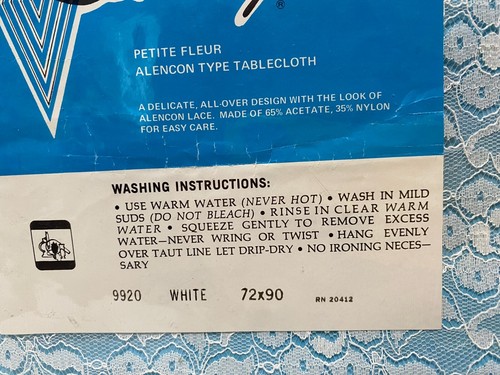 ®
PETITE FLEUR
ALENCON TYPE TABLECLOTH
A DELICATE, ALL-OVER DESIGN WITH THE LOOK OF
ALENCON LACE. MADE OF 65% ACETATE, 35% NYLON
FOR EASY CARE.
WASHING INSTRUCTIONS:
• USE WARM WATER (NEVER HOT) • WASH IN MILD
SUDS (DO NOT BLEACH) • RINSE IN CLEAR WARM
WATER • SQUEEZE GENTLY TO REMOVE EXCESS
WATER—NEVER WRING OR TWIST • HANG EVENLY
OVER TAUT LINE LET DRIP-DRY • NO IRONING NECES—
SARY
9920 WHITE 72x90 RN 20412